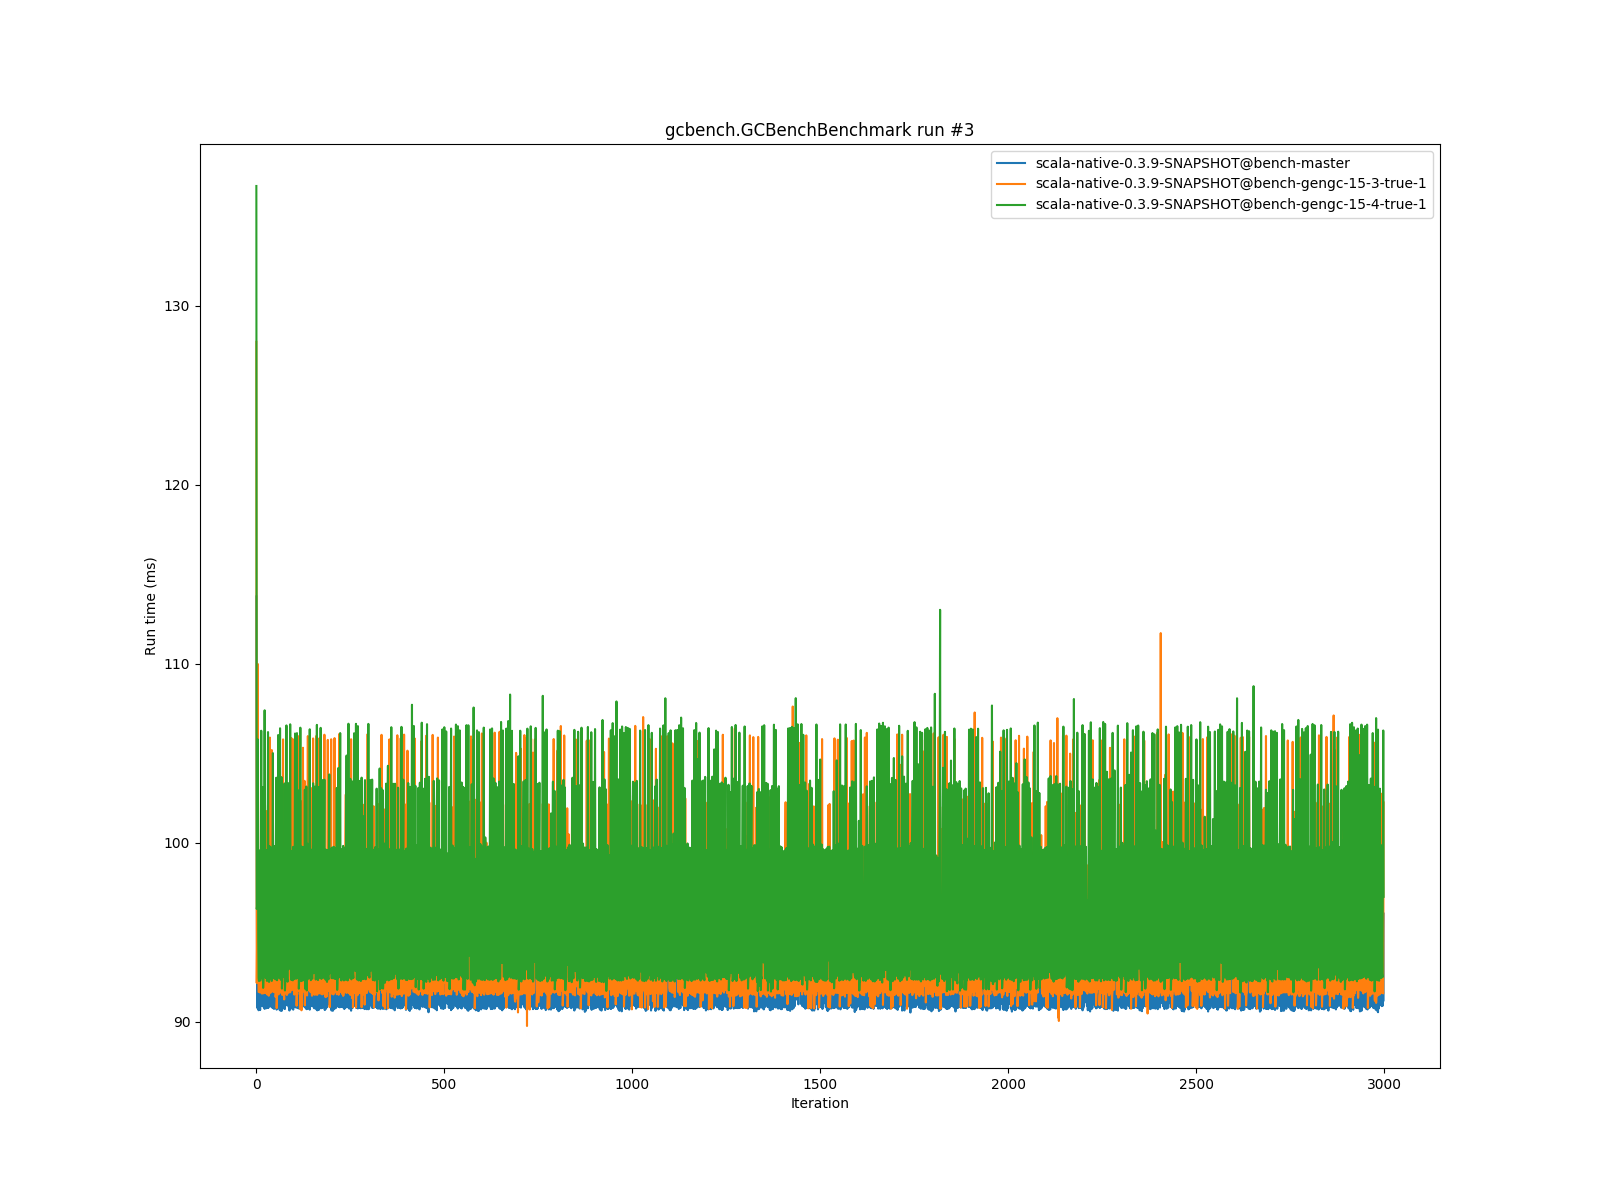 gcbench.GCBenchBenchmark run #3
scala-native-0.3.9-SNAPSHOT@bench-master
scala-native-0.3.9-SNAPSHOT@bench-gengc-15-3-true-1
scala-native-0.3.9-SNAPSHOT@bench-gengc-15-4-true-1
130
120
110
100
90
Run time (ms)
0 500 1000 1500 2000 2500 3000
Iteration